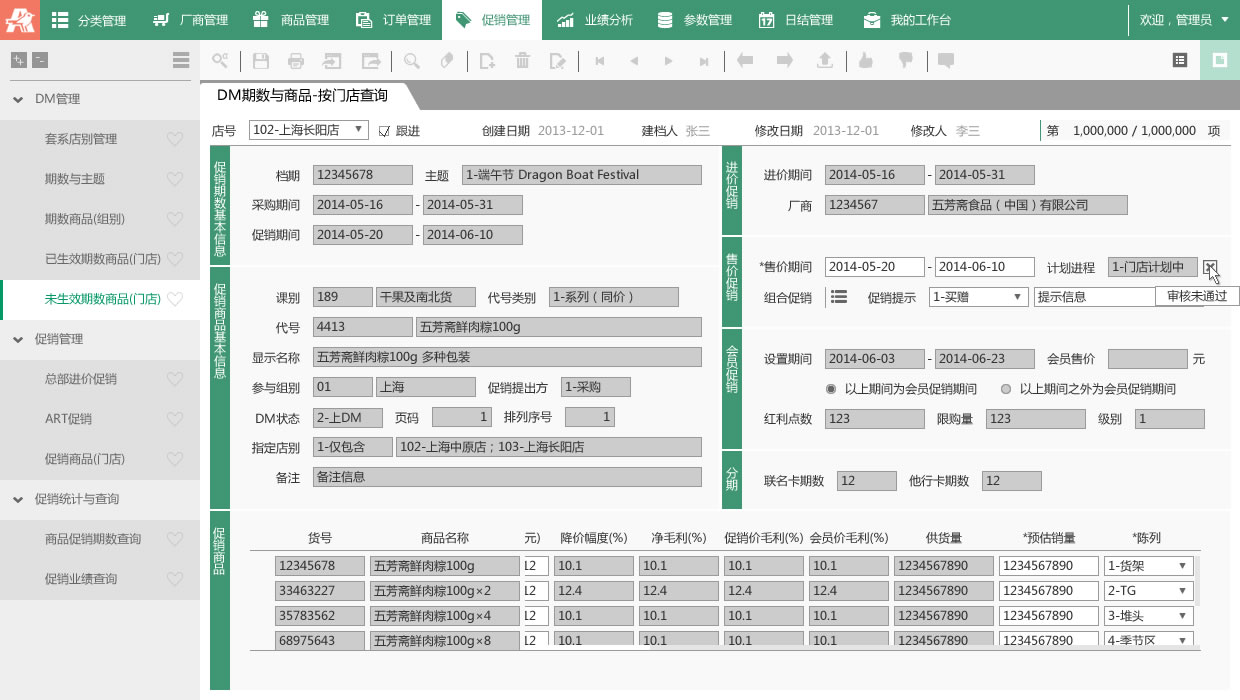 分类管理 厂商管理 商品管理 订单管理 促销管理 业绩分析 参数管理 日结管理 我的工作台 欢迎，管理员
DM管理
套系店别管理
期数与主题
期数商品(组别)
已生效期数商品(门店)
未生效期数商品(门店)
促销管理
总部进价促销
ART促销
促销商品(门店)
促销统计与查询
商品促销期数查询
促销业绩查询
DM期数与商品-按门店查询
店号 102-上海长阳店 跟进 创建日期 2013-12-01 建档人 张三 修改日期 2013-12-01 修改人 李三 第 1,000,000 / 1,000,000 项
促销期数基本信息
档期 12345678 主题 1-端午节 Dragon Boat Festival
采购期间 2014-05-16 - 2014-05-31
促销期间 2014-05-20 - 2014-06-10
促销商品基本信息
课别 189 干果及南北货 代号类别 1-系列（同价）
代号 4413 五芳斋鲜肉粽100g
显示名称 五芳斋鲜肉粽100g 多种包装
参与组别 01 上海 促销提出方 1-采购
DM状态 2-上DM 页码 1 排列序号 1
指定店别 1-仅包含 102-上海中原店；103-上海长阳店
备注 备注信息
进价促销
进价期间 2014-05-16 - 2014-05-31
厂商 1234567 五芳斋食品（中国）有限公司
售价促销
*售价期间 2014-05-20 - 2014-06-10 计划进程 1-门店计划中
组合促销 促销提示 1-买赠 提示信息 审核未通过
会员促销
设置期间 2014-06-03 - 2014-06-23 会员售价 元
以上期间为会员促销期间 以上期间之外为会员促销期间
红利点数 123 限购量 123 级别 1
分期
联名卡期数 12 他行卡期数 12
促销商品
货号 商品名称 元) 降价幅度(%) 净毛利(%) 促销价毛利(%) 会员价毛利(%) 供货量 *预估销量 *陈列
12345678 五芳斋鲜肉粽100g 12 10.1 10.1 10.1 10.1 1234567890 1234567890 1-货架
33463227 五芳斋鲜肉粽100g×2 12 12.4 12.4 12.4 12.4 1234567890 1234567890 2-TG
35783562 五芳斋鲜肉粽100g×4 12 10.1 10.1 10.1 10.1 1234567890 1234567890 3-堆头
68975643 五芳斋鲜肉粽100g×8 12 10.1 10.1 10.1 10.1 1234567890 1234567890 4-季节区